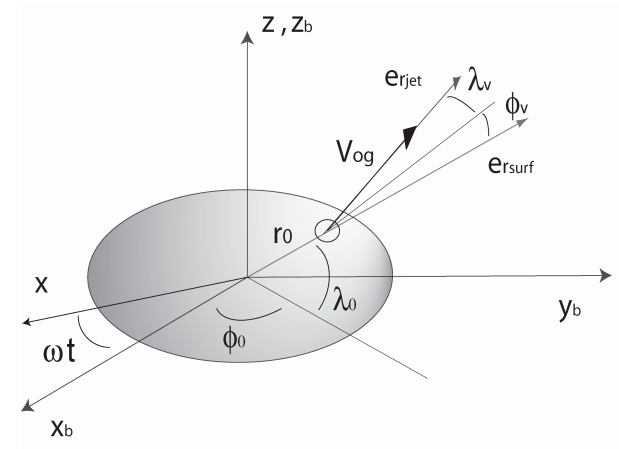 z , zb
erjet
λv
ϕv
Vog
ersurf
r0
x
λ0
yb
ϕ0
ωt
xb